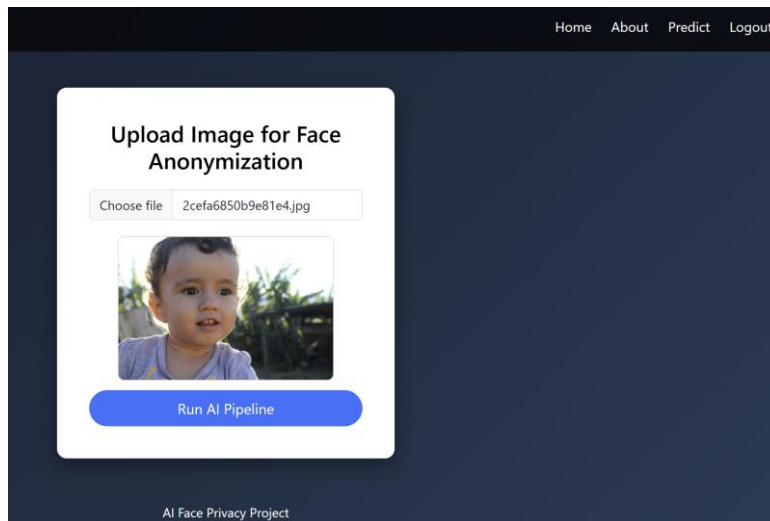 Home About Predict Logout
Upload Image for Face
Anonymization
Choose file 2cefa6850b9e81e4.jpg
Run AI Pipeline
AI Face Privacy Project